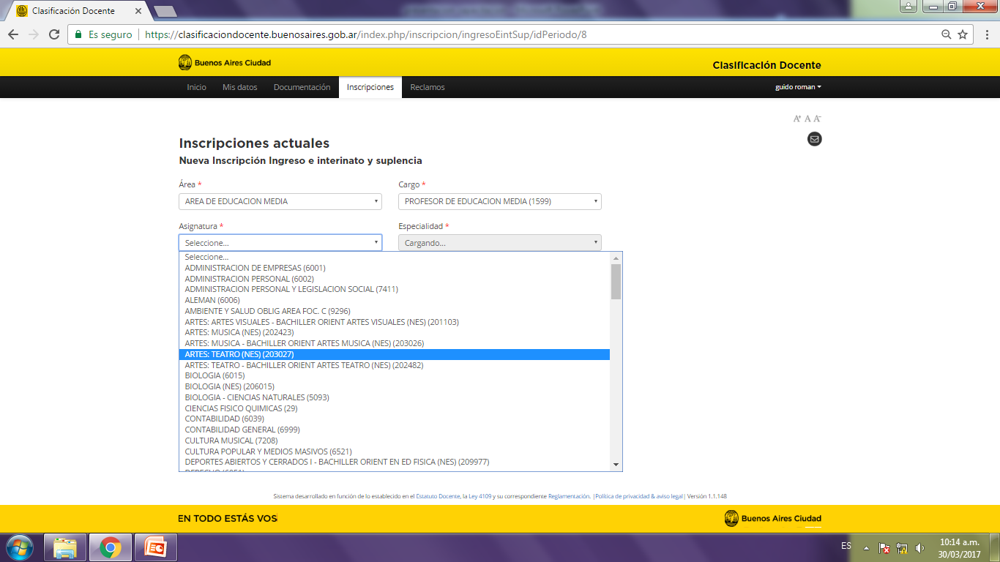 Clasificación Docente
Es seguro | https://clasificaciondocente.buenosaires.gob.ar/index.php/inscripcion/ingresoEintSup/idPeriodo/8
Buenos Aires Ciudad
Clasificación Docente
Inicio Mis datos Documentación Inscripciones Reclamos guido roman
A+ A A-
Inscripciones actuales
Nueva Inscripción Ingreso e interinato y suplencia
Área * Cargo *
AREA DE EDUCACION MEDIA PROFESOR DE EDUCACION MEDIA (1599)
Asignatura * Especialidad *
Seleccione... Cargando...
Seleccione...
ADMINISTRACION DE EMPRESAS (6001)
ADMINISTRACION PERSONAL (6002)
ADMINISTRACION PERSONAL Y LEGISLACION SOCIAL (7411)
ALEMAN (6006)
AMBIENTE Y SALUD OBLIG AREA FOC. C (9296)
ARTES: ARTES VISUALES - BACHILLER ORIENT ARTES VISUALES (NES) (201103)
ARTES: MUSICA (NES) (202423)
ARTES: MUSICA - BACHILLER ORIENT ARTES MUSICA (NES) (203026)
ARTES: TEATRO (NES) (203027)
ARTES: TEATRO - BACHILLER ORIENT ARTES TEATRO (NES) (202482)
BIOLOGIA (6015)
BIOLOGIA (NES) (206015)
BIOLOGIA - CIENCIAS NATURALES (5093)
CIENCIAS FISICO QUIMICAS (29)
CONTABILIDAD (6039)
CONTABILIDAD GENERAL (6999)
CULTURA MUSICAL (7208)
CULTURA POPULAR Y MEDIOS MASIVOS (6521)
DEPORTES ABIERTOS Y CERRADOS I - BACHILLER ORIENT EN ED FISICA (NES) (209977)
Sistema desarrollado en función de lo establecido en el Estatuto Docente, la Ley 4109 y su correspondiente Reglamentación. |Política de privacidad & aviso legal| Versión 1.1.148
EN TODO ESTÁS VOS
Buenos Aires Ciudad
ES
10:14 a.m.
30/03/2017